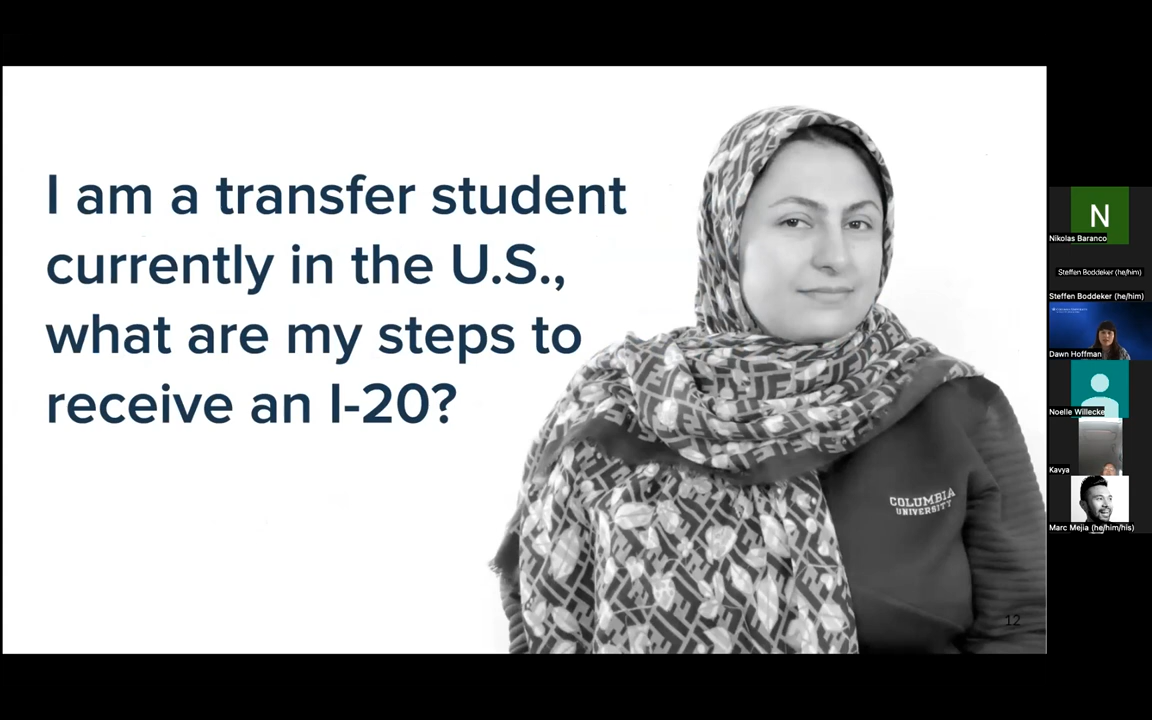 I am a transfer student
currently in the U.S.,
what are my steps to
receive an I-20?
COLUMBIA
UNIVERSITY
12
N
Nikolas Baranco
Steffen Boddeker (he/him)
Steffen Boddeker (he/him)
Dawn Hoffman
Noelle Willecke
Kavya
Marc Mejia (he/him/his)